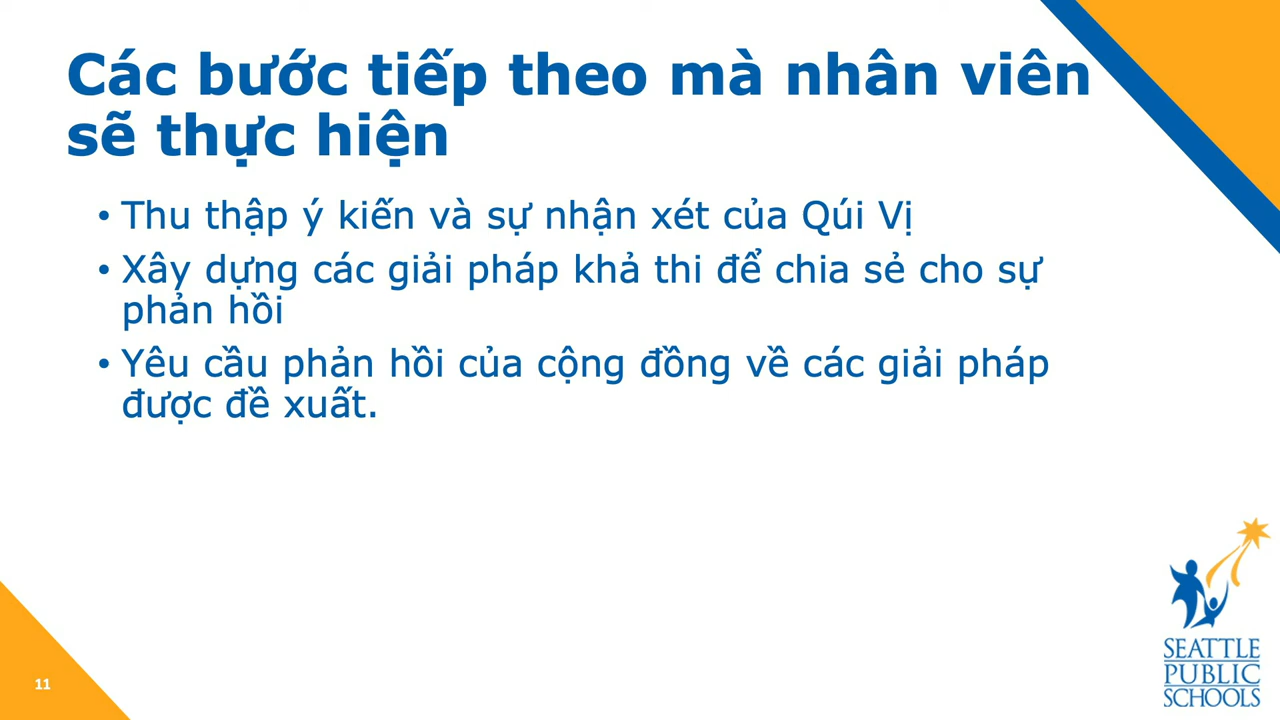 Các bước tiếp theo mà nhân viên
sẽ thực hiện
• Thu thập ý kiến và sự nhận xét của Qúi Vị
• Xây dựng các giải pháp khả thi để chia sẻ cho sự
phản hồi
• Yêu cầu phản hồi của cộng đồng về các giải pháp
được đề xuất.
11
SEATTLE
PUBLIC
SCHOOLS